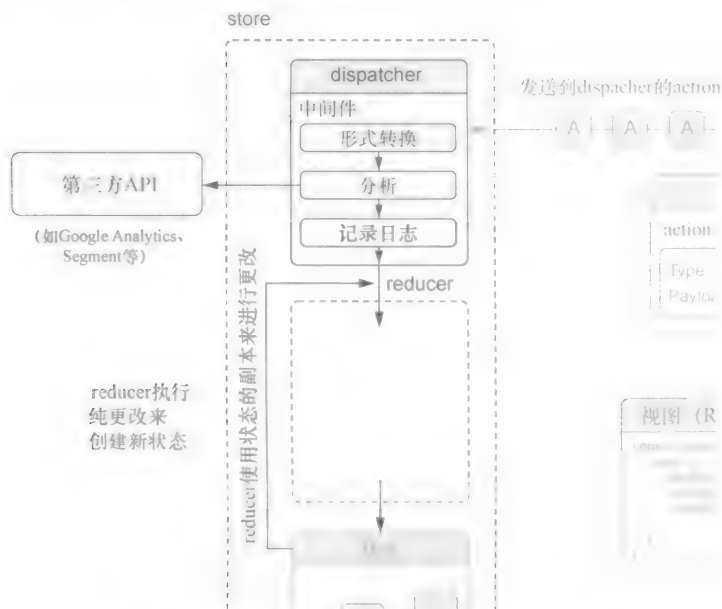 store
dispatcher
发送到dispacher的action
中间件
形式转换
A
A
A
第三方API
分析
(如Google Analytics、
Segment等)
记录日志
action
Type
reducer
reducer使用状态的副本来进行更改
reducer执行
纯更改来
创建新状态
视图（R